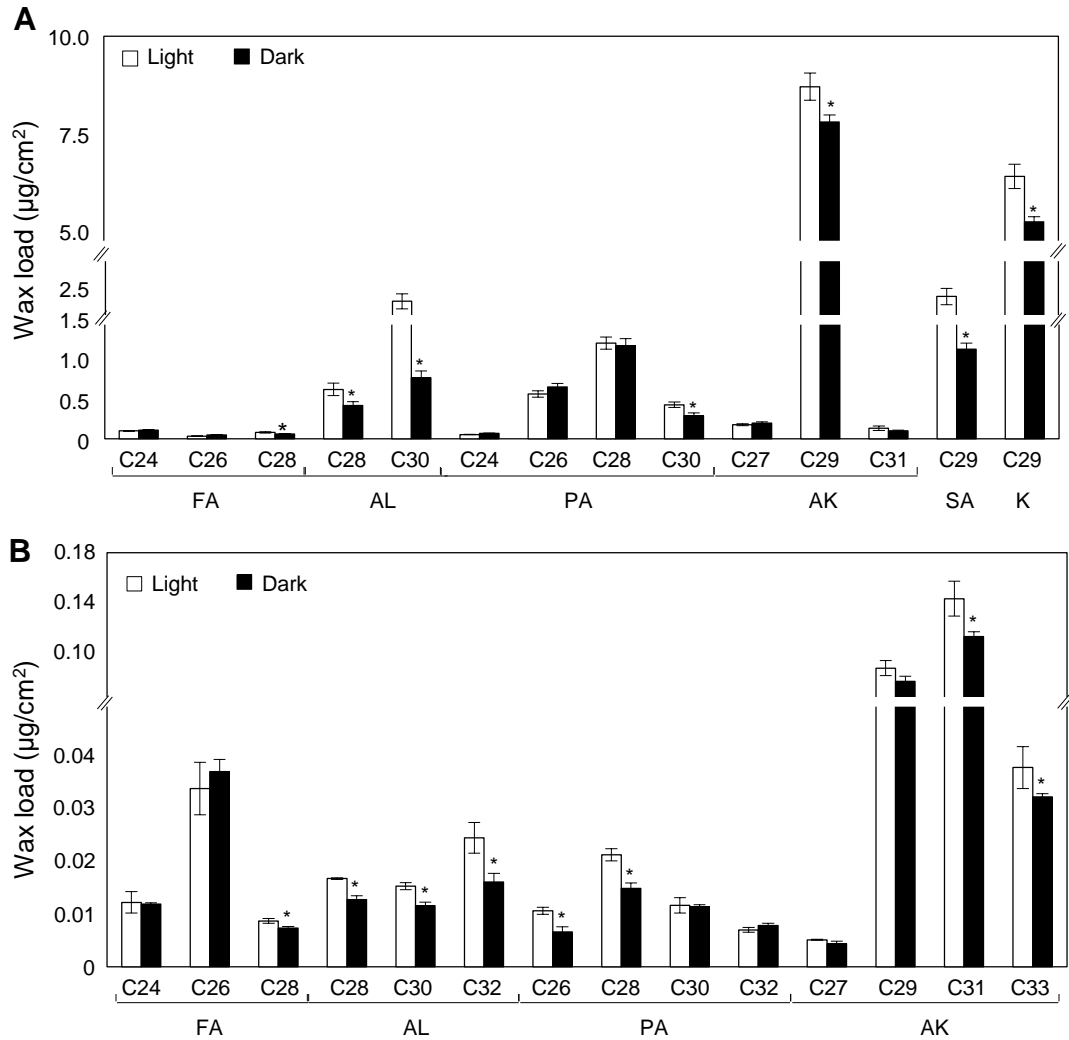 A
Light Dark
Wax load (μg/cm²)
10.0
7.5
5.0
2.5
1.5
1.0
0.5
0
* * * * * * * *
C24 C26 C28 C28 C30 C24 C26 C28 C30 C27 C29 C31 C29 C29
FA AL PA AK SA K
B
Light Dark
Wax load (μg/cm²)
0.18
0.14
0.10
0.04
0.03
0.02
0.01
0
* * * * * * * *
C24 C26 C28 C28 C30 C32 C26 C28 C30 C32 C27 C29 C31 C33
FA AL PA AK